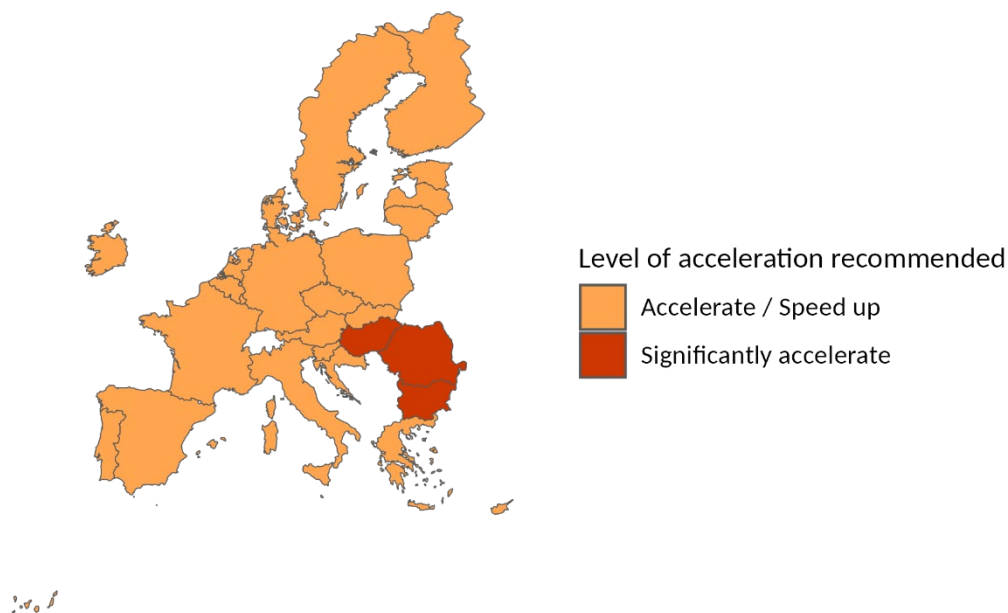 Level of acceleration recommended
Accelerate / Speed up
Significantly accelerate